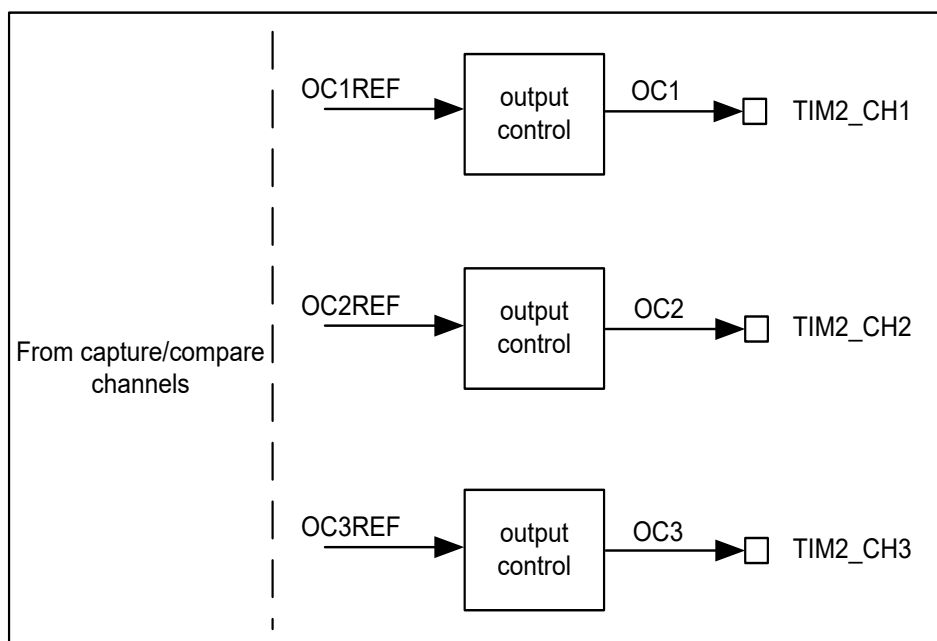 OC1REF
output
control
OC1
TIM2_CH1
OC2REF
output
control
OC2
TIM2_CH2
From capture/compare
channels
OC3REF
output
control
OC3
TIM2_CH3